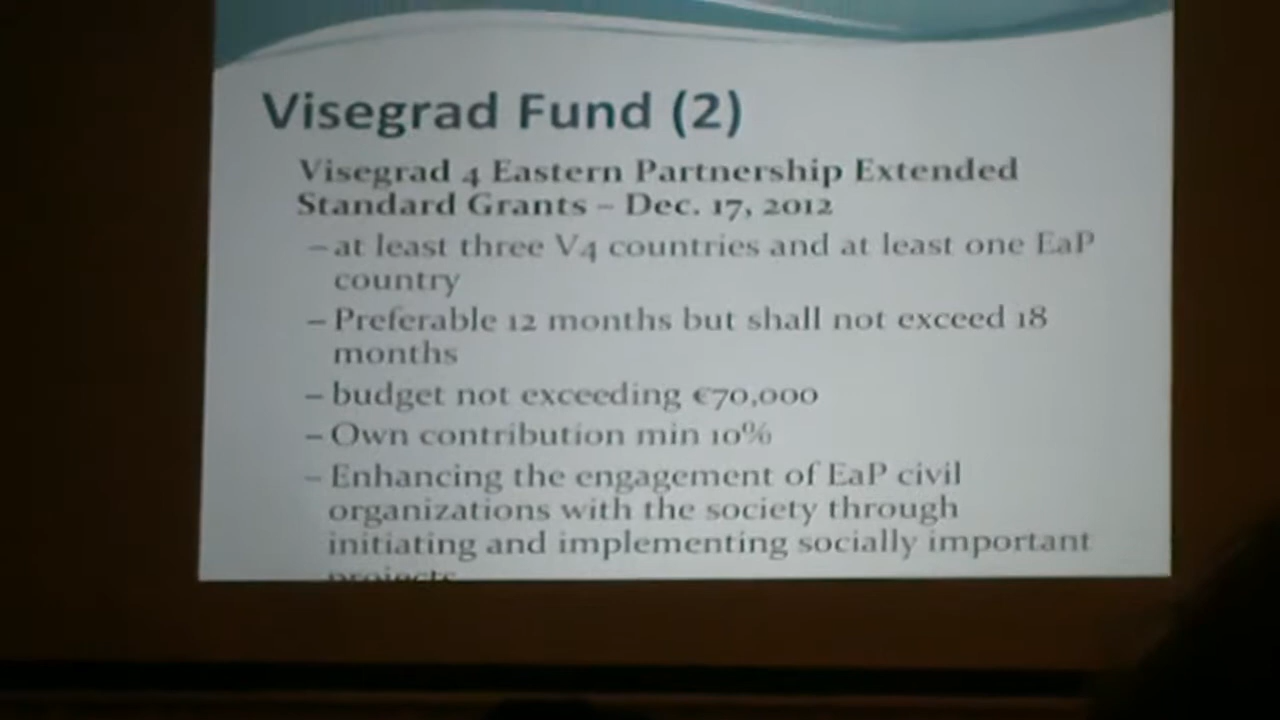 Visegrad Fund (2)
Visegrad 4 Eastern Partnership Extended
Standard Grants – Dec. 17, 2012
– at least three V4 countries and at least one EaP
country
– Preferable 12 months but shall not exceed 18
months
– budget not exceeding €70,000
– Own contribution min 10%
– Enhancing the engagement of EaP civil
organizations with the society through
initiating and implementing socially important
projects